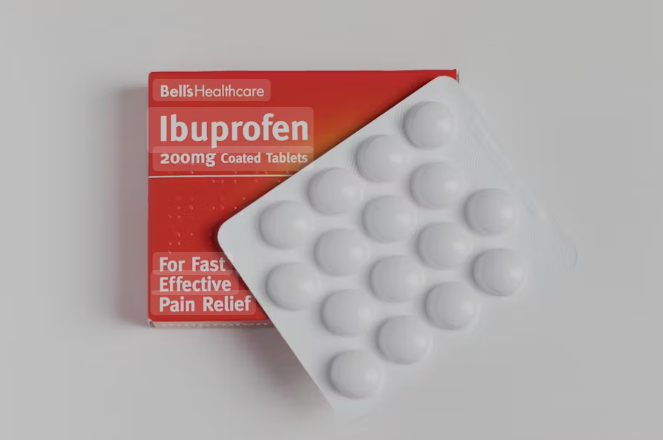 Bell's Healthcare
Ibuprofen
200mg Coated Tablets
For Fast
Effective
Pain Relief